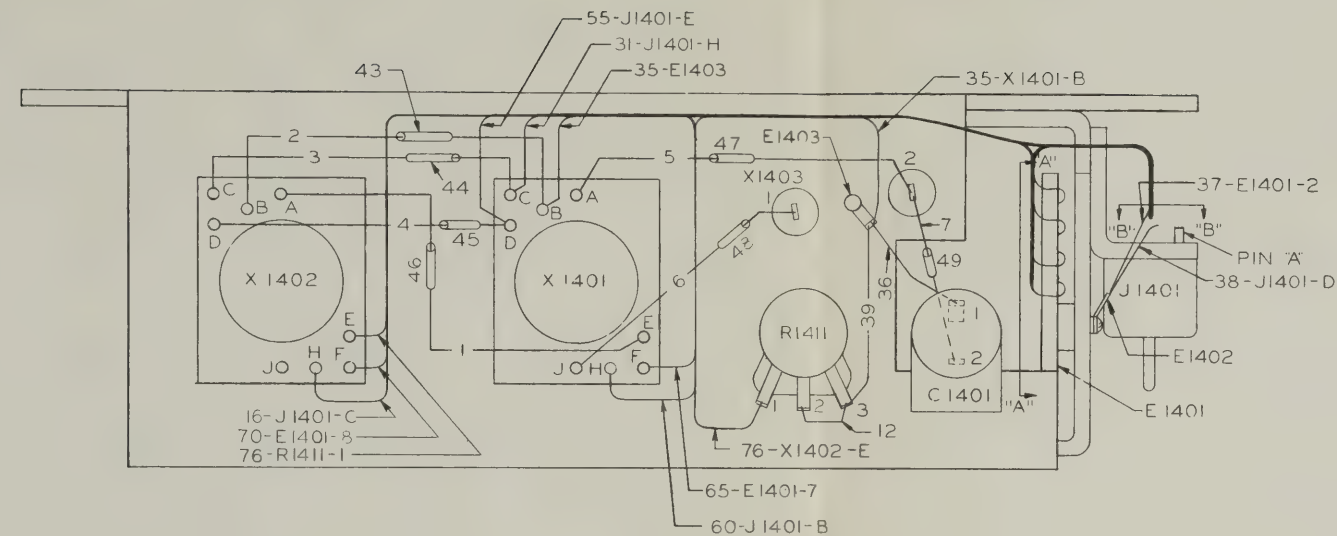 55-J1401-E
31-J1401-H
43
35-E1403
35-X1401-B
2
E1403
47
3
5
2
"A"
X1403
44
C
A
C
A
1
37-E1401-2
B
B
7
"B"
"B"
D
4
45
D
48
PIN "A"
46
6
36
49
X1402
X1401
38-J1401-D
J1401
39
1
R1411
E
E
1
E1402
H
F
J
J
H
F
2
C1401
"A"
E1401
1
2
3
16-J1401-C
12
70-E1401-8
76-X1402-E
76-R1411-1
65-E1401-7
60-J1401-B